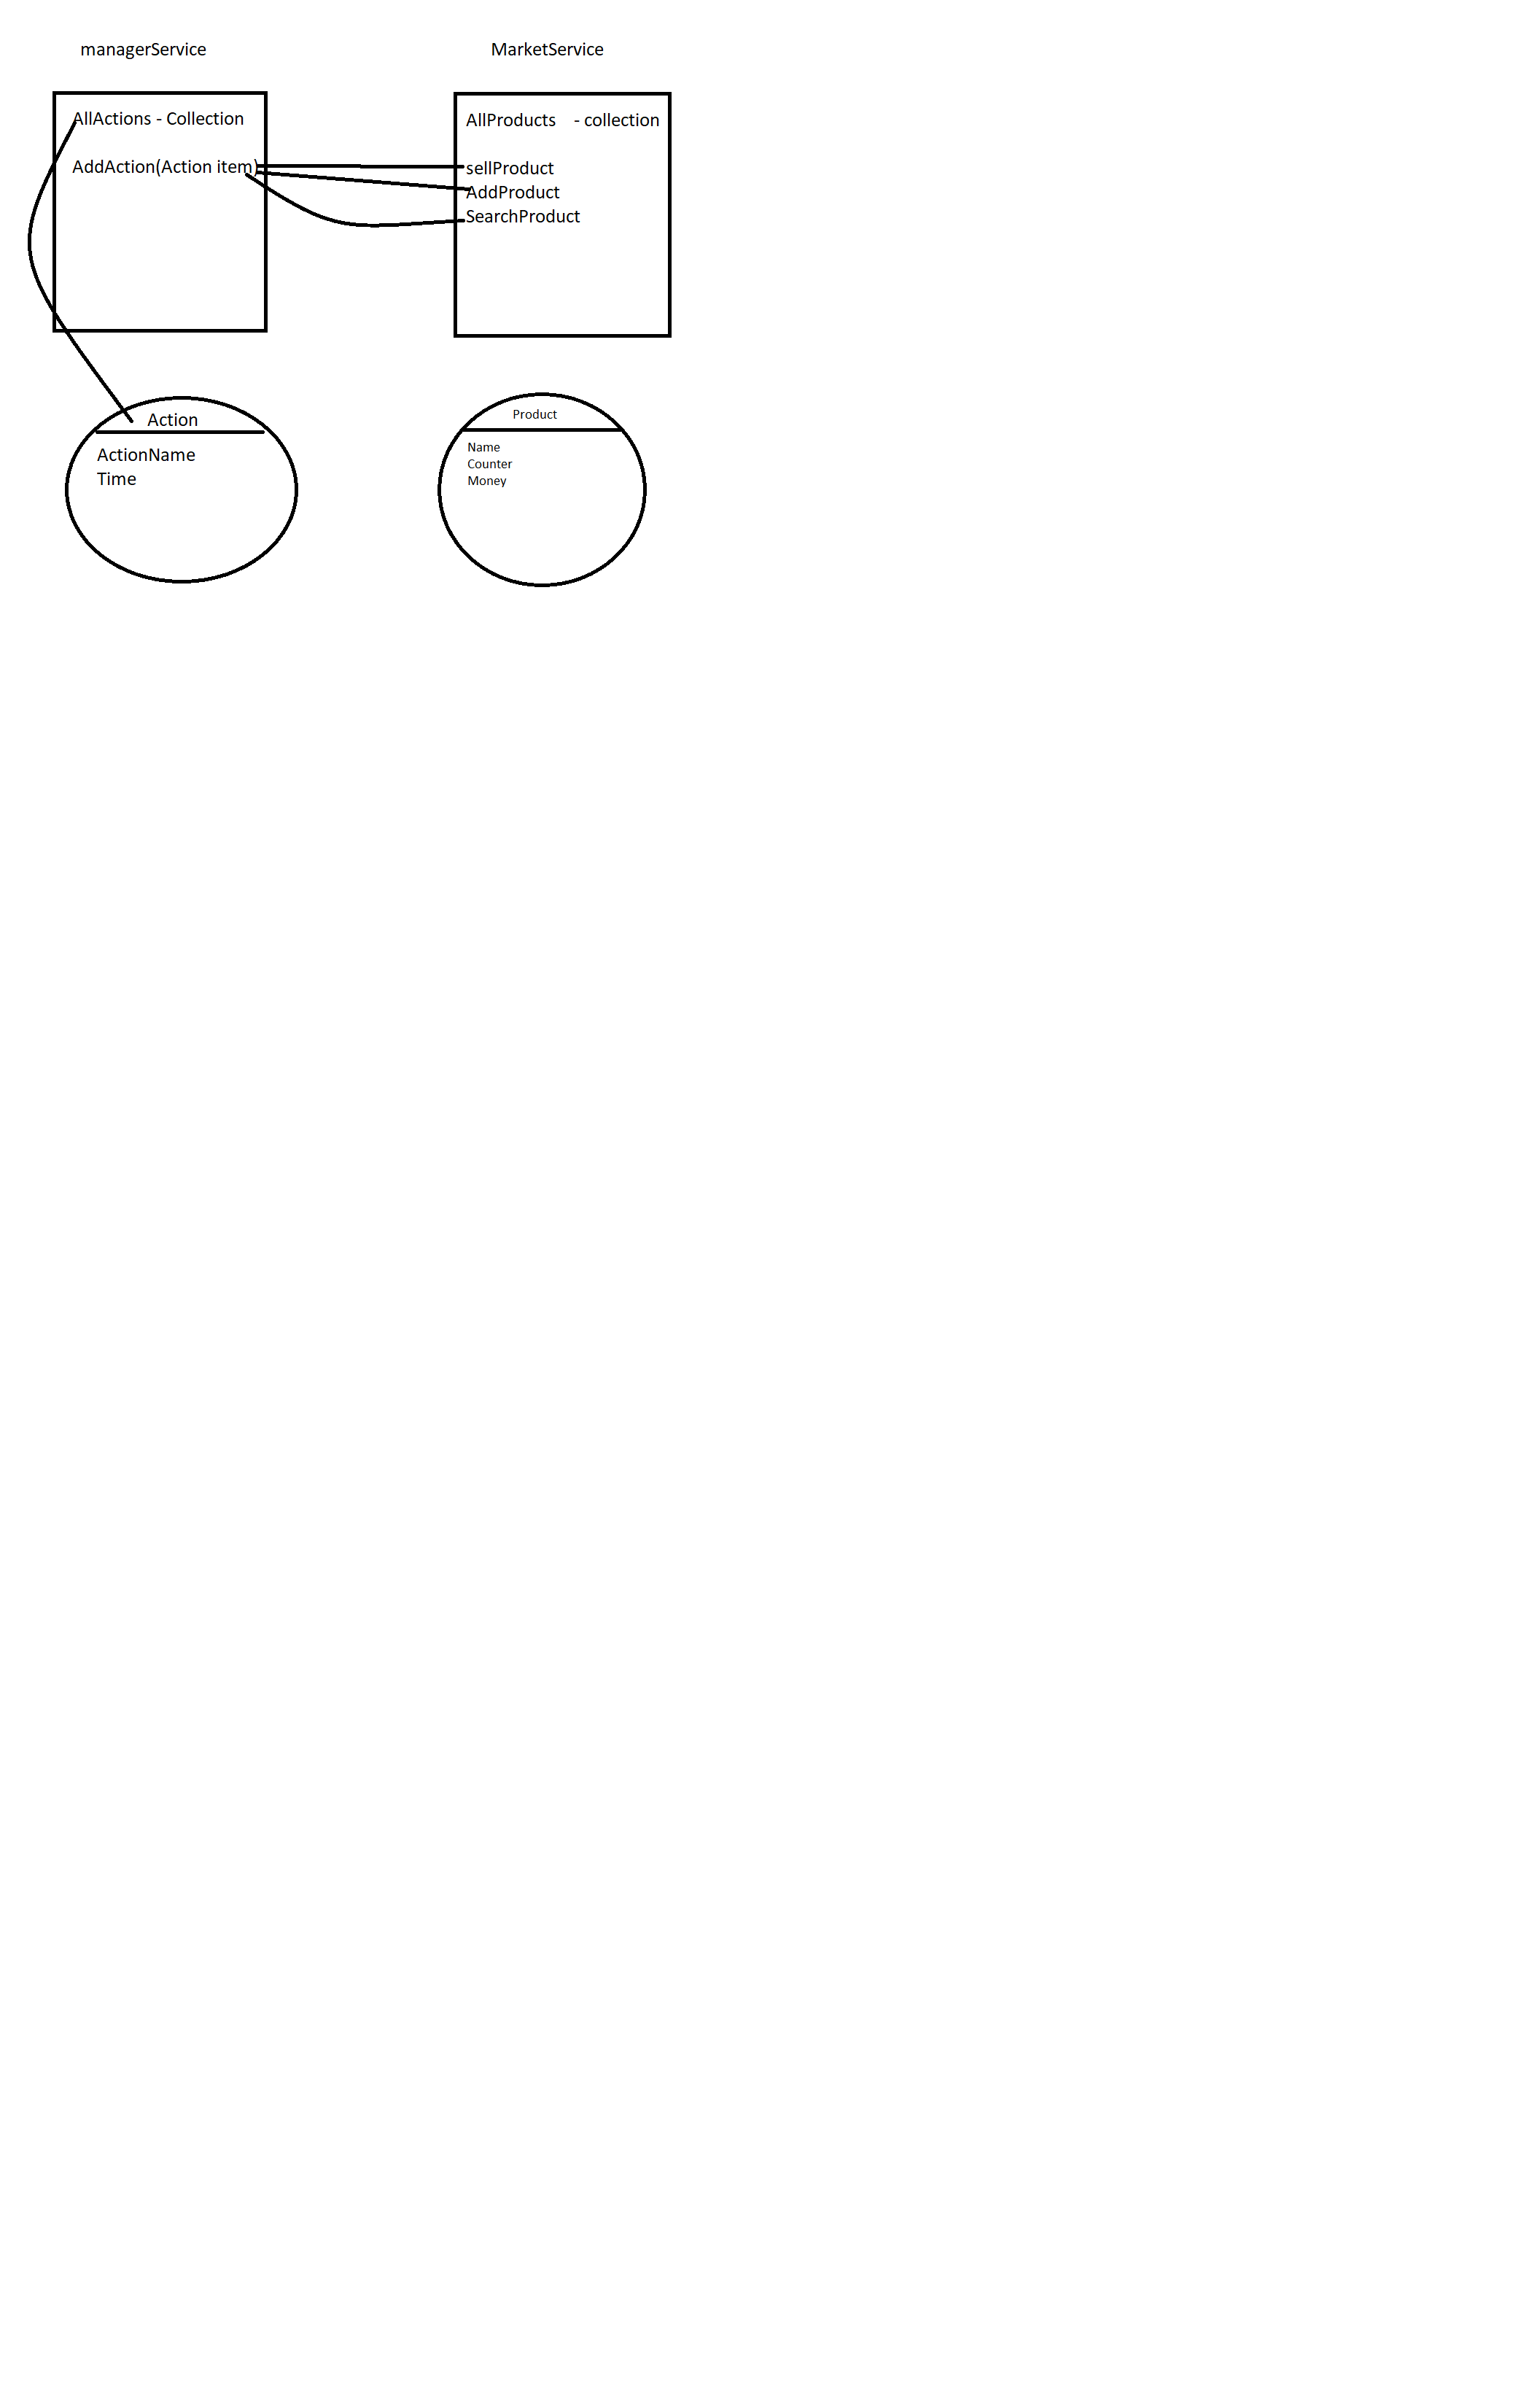 managerService
AllActions - Collection
AddAction(Action item)
MarketService
AllProducts - collection
sellProduct
AddProduct
SearchProduct
Action
ActionName
Time
Product
Name
Counter
Money